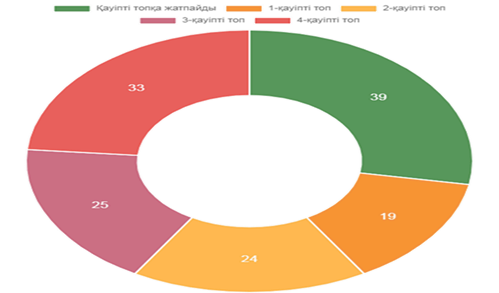 Қауіпті топқа жатпайды 1-қауіпті топ 2-қауіпті топ
3-қауіпті топ 4-қауіпті топ
33
39
25
19
24